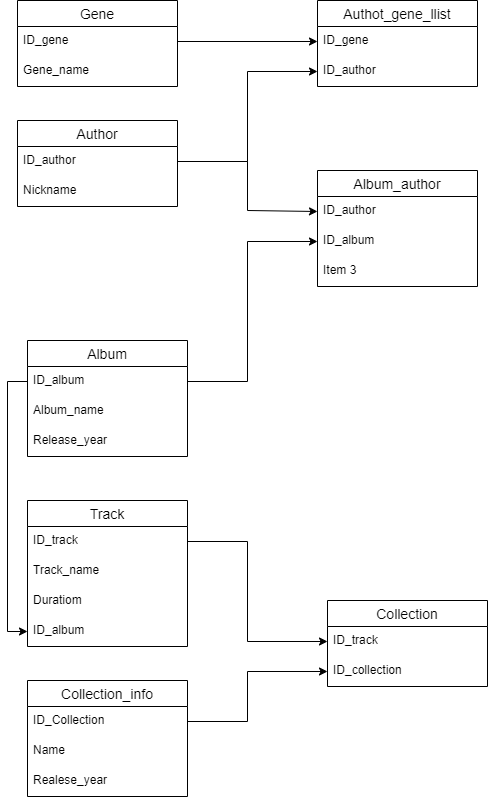 Gene
ID_gene
Gene_name
Authot_gene_llist
ID_gene
ID_author
Author
ID_author
Nickname
Album_author
ID_author
ID_album
Item 3
Album
ID_album
Album_name
Release_year
Track
ID_track
Track_name
Duratiom
ID_album
Collection
ID_track
ID_collection
Collection_info
ID_Collection
Name
Realese_year